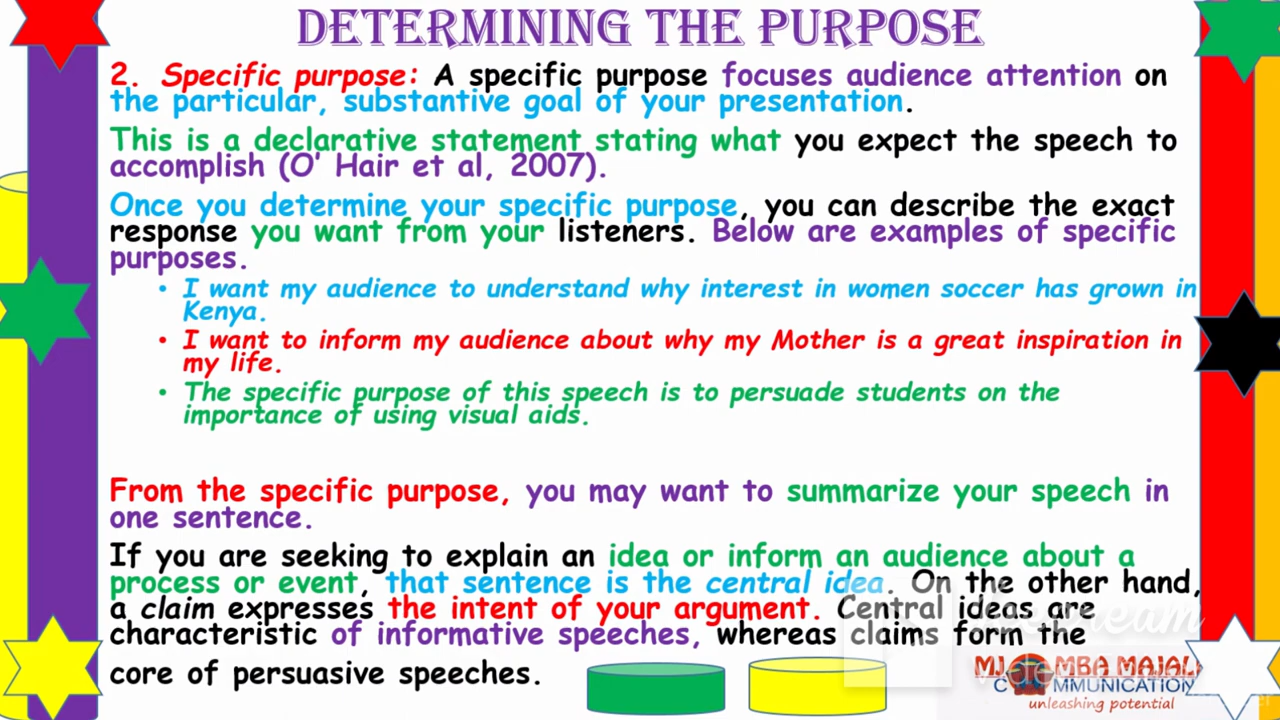 DETERMINING THE PURPOSE
2. Specific purpose: A specific purpose focuses audience attention on
the particular, substantive goal of your presentation.
This is a declarative statement stating what you expect the speech to
accomplish (O' Hair et al, 2007).
Once you determine your specific purpose, you can describe the exact
response you want from your listeners. Below are examples of specific
purposes.
• I want my audience to understand why interest in women soccer has grown in
Kenya.
• I want to inform my audience about why my Mother is a great inspiration in
my life.
• The specific purpose of this speech is to persuade students on the
importance of using visual aids.
From the specific purpose, you may want to summarize your speech in
one sentence.
If you are seeking to explain an idea or inform an audience about a
process or event, that sentence is the central idea. On the other hand,
a claim expresses the intent of your argument. Central ideas are
characteristic of informative speeches, whereas claims form the
core of persuasive speeches.
COMMUNICATION
unleashing potential